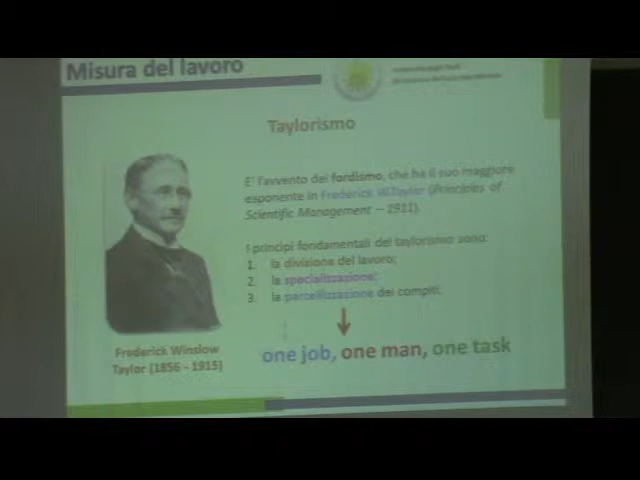 Misura del lavoro
Taylorismo
E' l'avvento del fordismo, che ha il suo maggiore
esponente in Frederick W.Taylor (Principles of
Scientific Management – 1911).
I principi fondamentali del taylorismo sono:
1. la divisione del lavoro;
2. la specializzazione;
3. la parcellizzazione dei compiti.
one job, one man, one task
Frederick Winslow
Taylor (1856 - 1915)